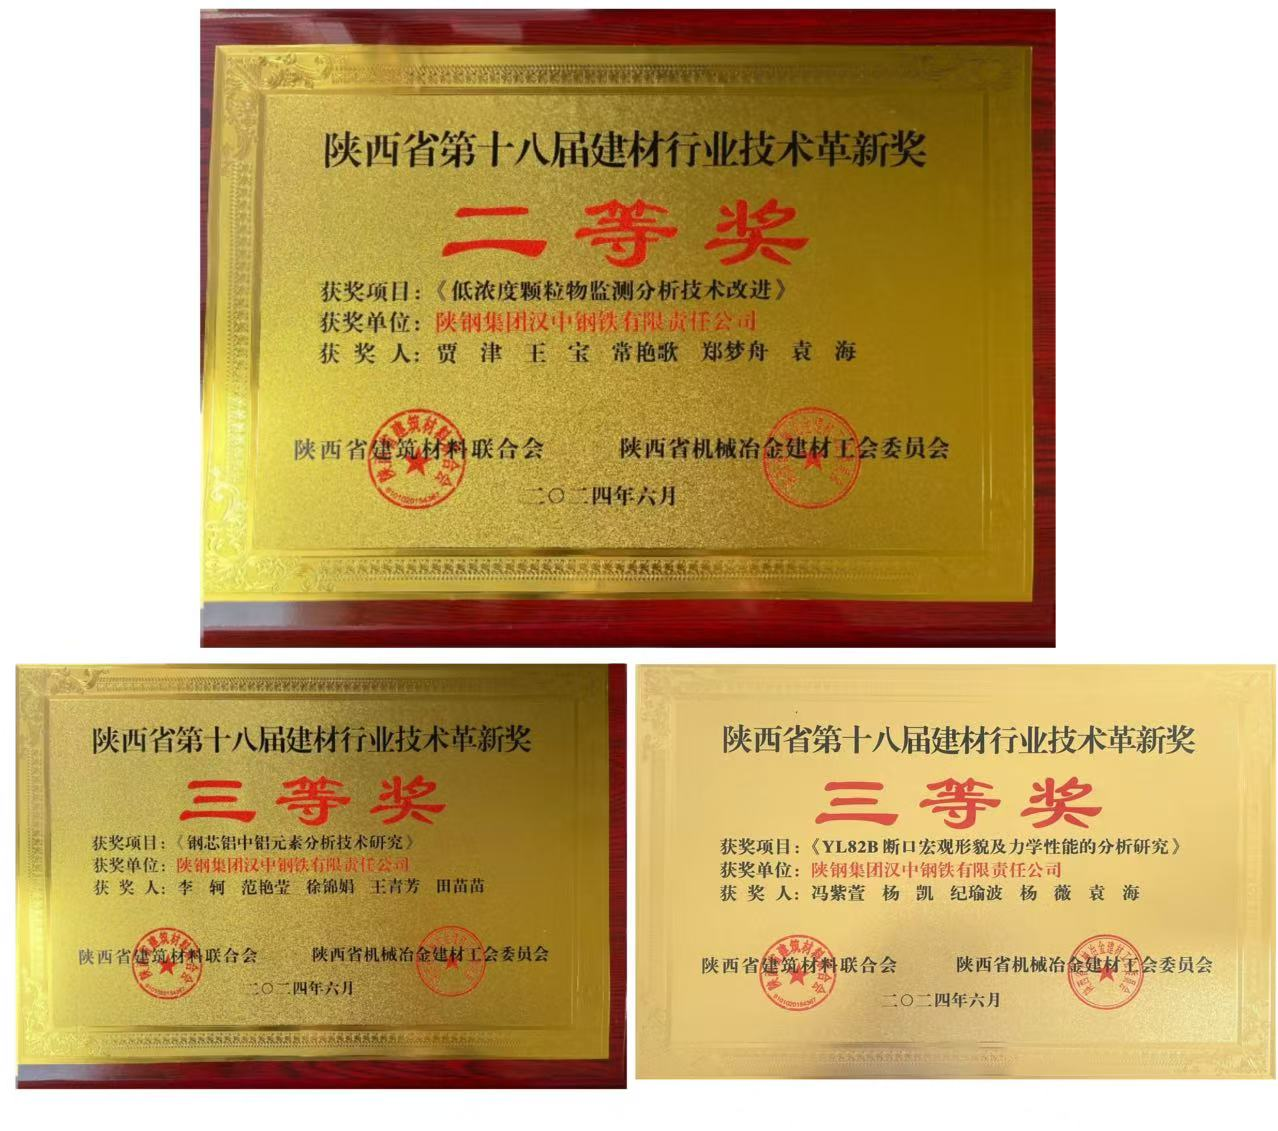 陕西省第十八届建材行业技术革新奖
二等奖
获奖项目：《低浓度颗粒物监测分析技术改进》
获奖单位：陕钢集团汉中钢铁有限责任公司
获奖人：贾津 王宝 常艳歌 郑梦舟 袁海
陕西省建筑材料联合会 陕西省机械冶金建材工会委员会
二〇二四年六月
陕西省第十八届建材行业技术革新奖
三等奖
获奖项目：《钢芯铝中铝元素分析技术研究》
获奖单位：陕钢集团汉中钢铁有限责任公司
获奖人：李轲 范艳莹 徐锦娟 王青芳 田苗苗
陕西省建筑材料联合会 陕西省机械冶金建材工会委员会
二〇二四年六月
陕西省第十八届建材行业技术革新奖
三等奖
获奖项目：《YL82B断口宏观形貌及力学性能的分析研究》
获奖单位：陕钢集团汉中钢铁有限责任公司
获奖人：冯紫萱 杨凯 纪瑜波 杨薇 袁海
陕西省建筑材料联合会 陕西省机械冶金建材工会委员会
二〇二四年六月